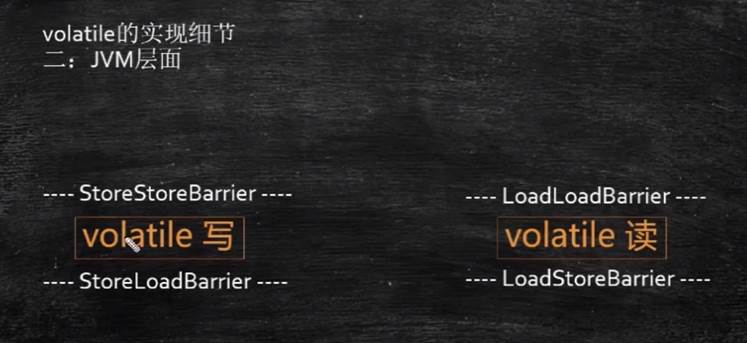 volatile的实现细节
二：JVM层面
---- StoreStoreBarrier ----
volatile 写
---- StoreLoadBarrier ----
---- LoadLoadBarrier ----
volatile 读
---- LoadStoreBarrier ----